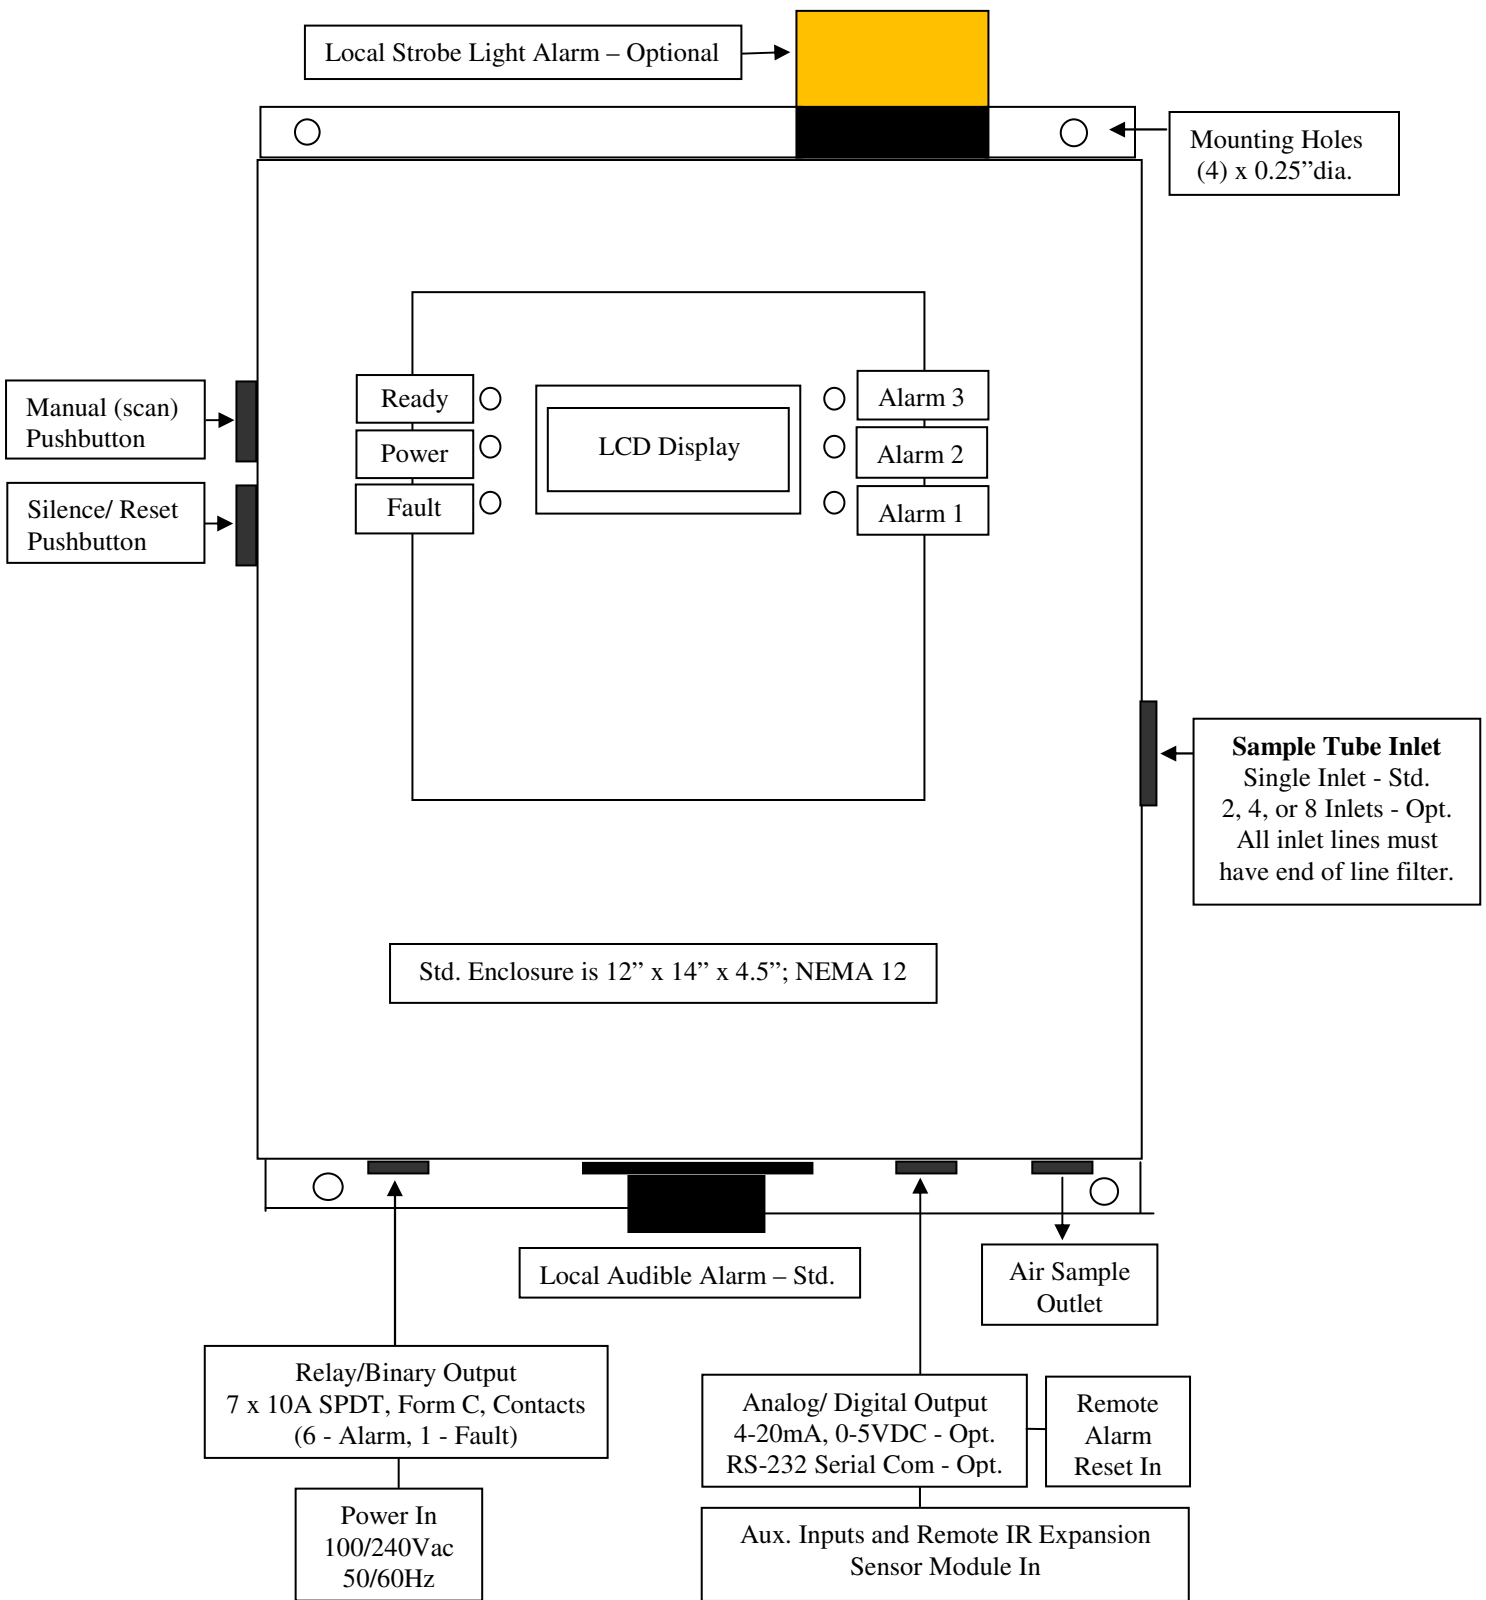 Local Strobe Light Alarm – Optional
Mounting Holes
(4) x 0.25”dia.
Manual (scan)
Pushbutton
Silence/ Reset
Pushbutton
Ready
Power
Fault
LCD Display
Alarm 3
Alarm 2
Alarm 1
Sample Tube Inlet
Single Inlet - Std.
2, 4, or 8 Inlets - Opt.
All inlet lines must
have end of line filter.
Std. Enclosure is 12” x 14” x 4.5”; NEMA 12
Local Audible Alarm – Std.
Air Sample
Outlet
Relay/Binary Output
7 x 10A SPDT, Form C, Contacts
(6 - Alarm, 1 - Fault)
Power In
100/240Vac
50/60Hz
Analog/ Digital Output
4-20mA, 0-5VDC - Opt.
RS-232 Serial Com - Opt.
Remote
Alarm
Reset In
Aux. Inputs and Remote IR Expansion
Sensor Module In